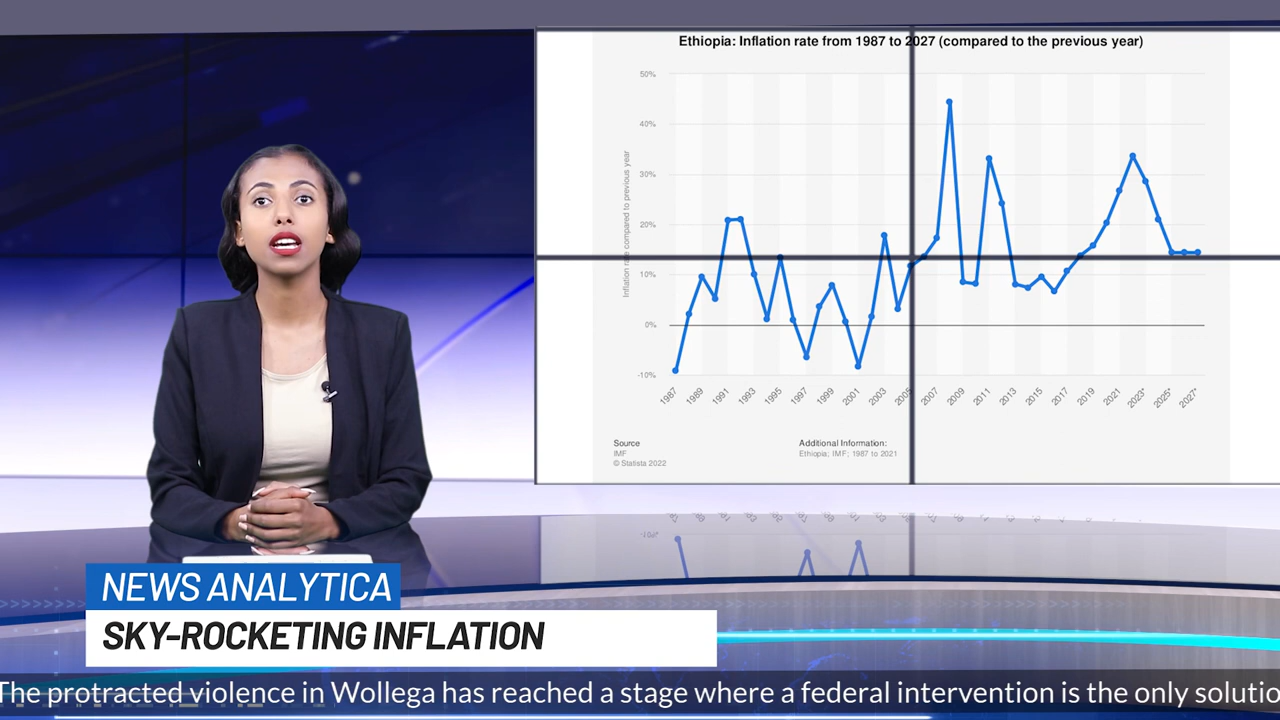 Ethiopia: Inflation rate from 1987 to 2027 (compared to the previous year)
50%
40%
30%
20%
10%
0%
-10%
Inflation rate compared to previous year
1987
1989
1991
1993
1995
1997
1999
2001
2003
2005
2007
2009
2011
2013
2015
2017
2019
2021
2023*
2025*
2027*
Source
IMF
© Statista 2022
Additional Information:
Ethiopia; IMF; 1987 to 2021
NEWS ANALYTICA
SKY-ROCKETING INFLATION
The protracted violence in Wollega has reached a stage where a federal intervention is the only solutio